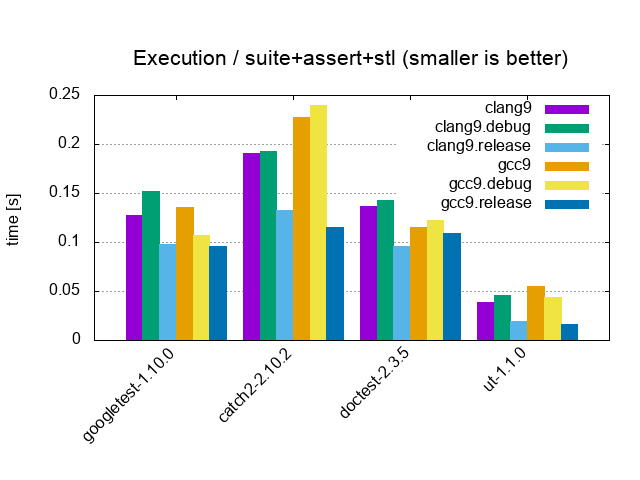 Execution / suite+assert+stl (smaller is better)
0.25
0.2
0.15
0.1
0.05
0
time [s]
clang9
clang9.debug
clang9.release
gcc9
gcc9.debug
gcc9.release
googletest-1.10.0
catch2-2.10.2
doctest-2.3.5
ut-1.1.0